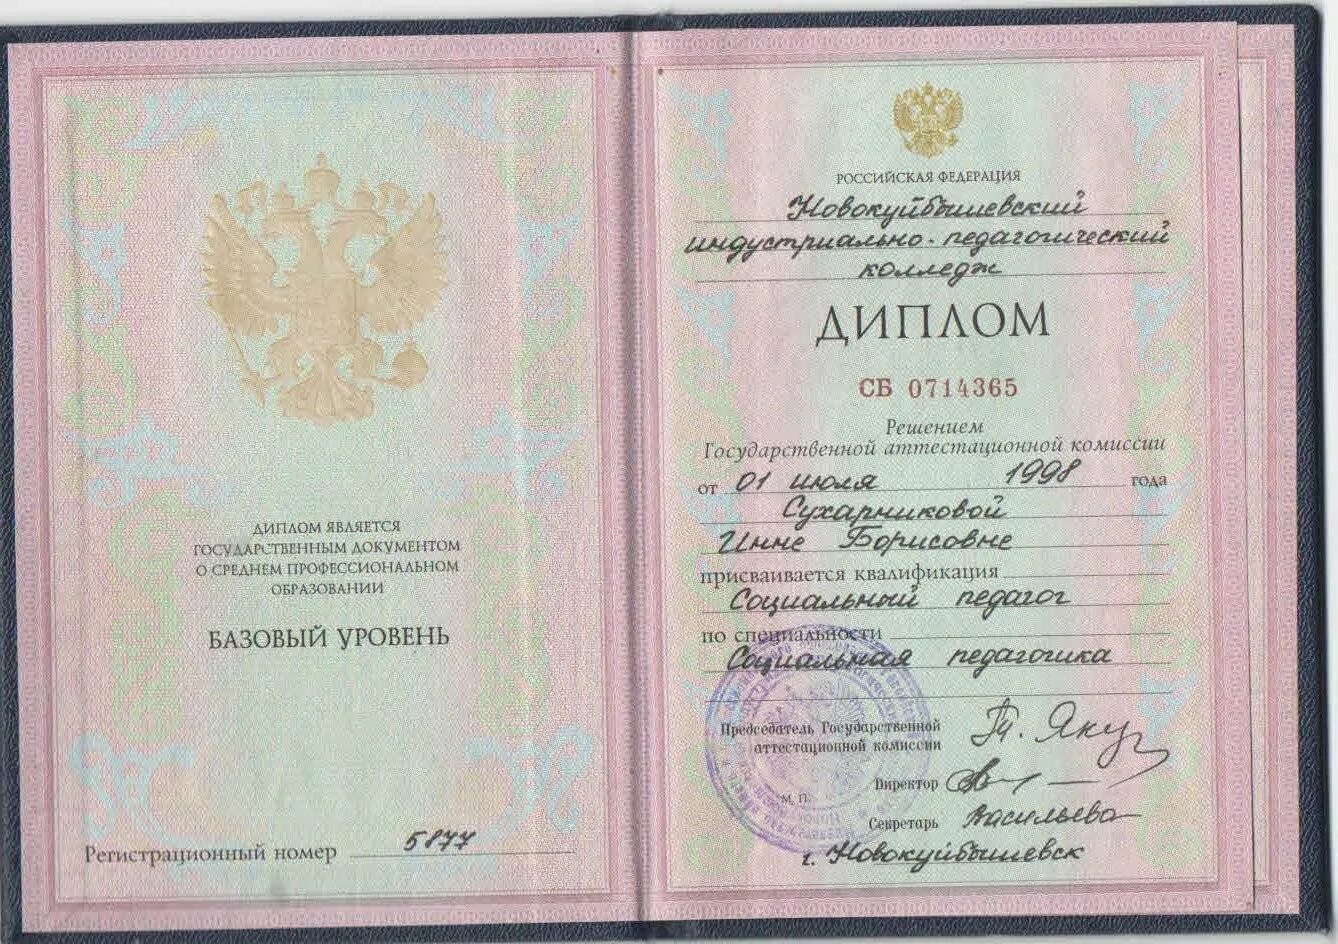 ДИПЛОМ ЯВЛЯЕТСЯ
ГОСУДАРСТВЕННЫМ ДОКУМЕНТОМ
О СРЕДНЕМ ПРОФЕССИОНАЛЬНОМ
ОБРАЗОВАНИИ
БАЗОВЫЙ УРОВЕНЬ
Регистрационный номер 5877
РОССИЙСКАЯ ФЕДЕРАЦИЯ
Новокуйбышевский
индустриально-педагогический
колледж
ДИПЛОМ
СБ 0714365
Решением
Государственной аттестационной комиссии
от 01 июля 1998 года
Сухарниковой
Инне Борисовне
присваивается квалификация
Социальный педагог
по специальности
Социальная педагогика
Председатель Государственной
аттестационной комиссии
Директор
М. П.
Секретарь Васильева
г. Новокуйбышевск